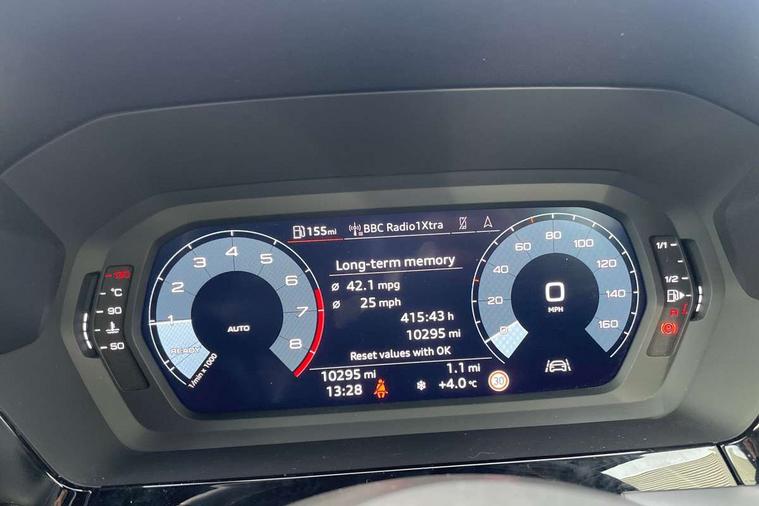 155mi BBC Radio1Xtra
Long-term memory
Ø 42.1 mpg
Ø 25 mph
415:43 h
10295 mi
Reset values with OK
10295 mi 1.1 mi
13:28 +4.0 °C 30
1 2 3 4 5 6 7 8
AUTO
READY
1/min x 1000
0 20 40 60 80 100 120 140 160
0
MPH
130
°C
90
50
1/1
1/2
R